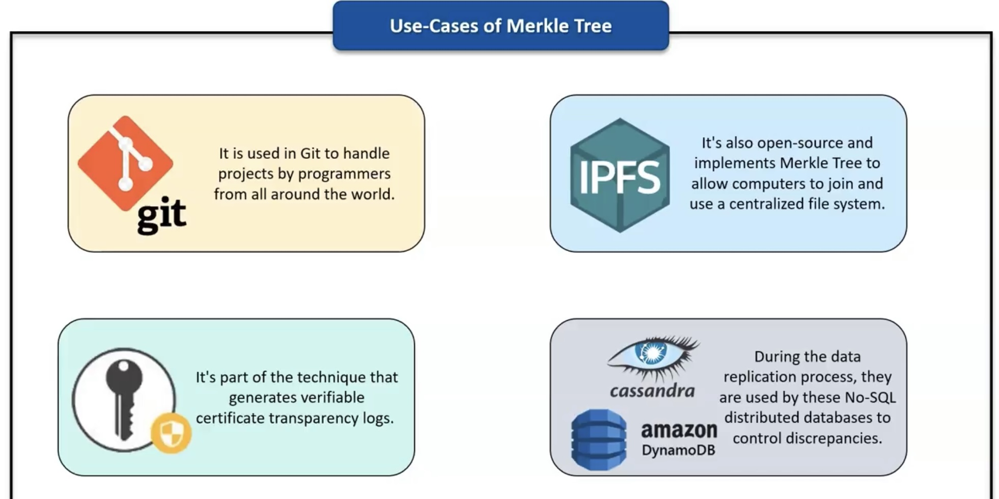 Use-Cases of Merkle Tree
git
It is used in Git to handle
projects by programmers
from all around the world.
IPFS
It's also open-source and
implements Merkle Tree to
allow computers to join and
use a centralized file system.
It's part of the technique that
generates verifiable
certificate transparency logs.
cassandra
amazon
DynamoDB
During the data
replication process, they
are used by these No-SQL
distributed databases to
control discrepancies.